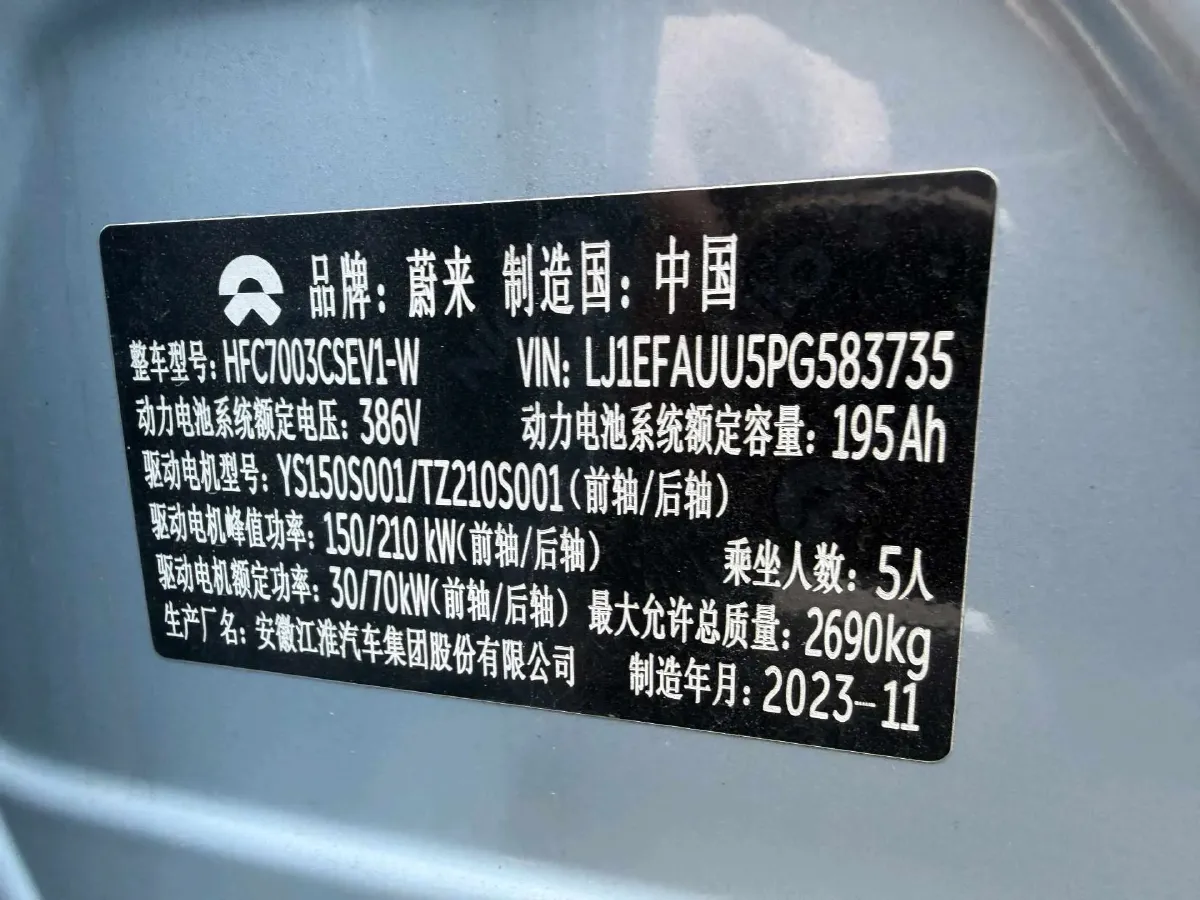 品牌：蔚来 制造国：中国
整车型号：HFC7003CSEV1-W VIN：LJ1EFAUU5PG583735
动力电池系统额定电压：386V 动力电池系统额定容量：195Ah
驱动电机型号：YS150S001/TZ210S001(前轴/后轴)
驱动电机峰值功率：150/210 kW(前轴/后轴) 乘坐人数：5人
驱动电机额定功率：30/70kW(前轴/后轴) 最大允许总质量：2690kg
生产厂名：安徽江淮汽车集团股份有限公司 制造年月：2023-11